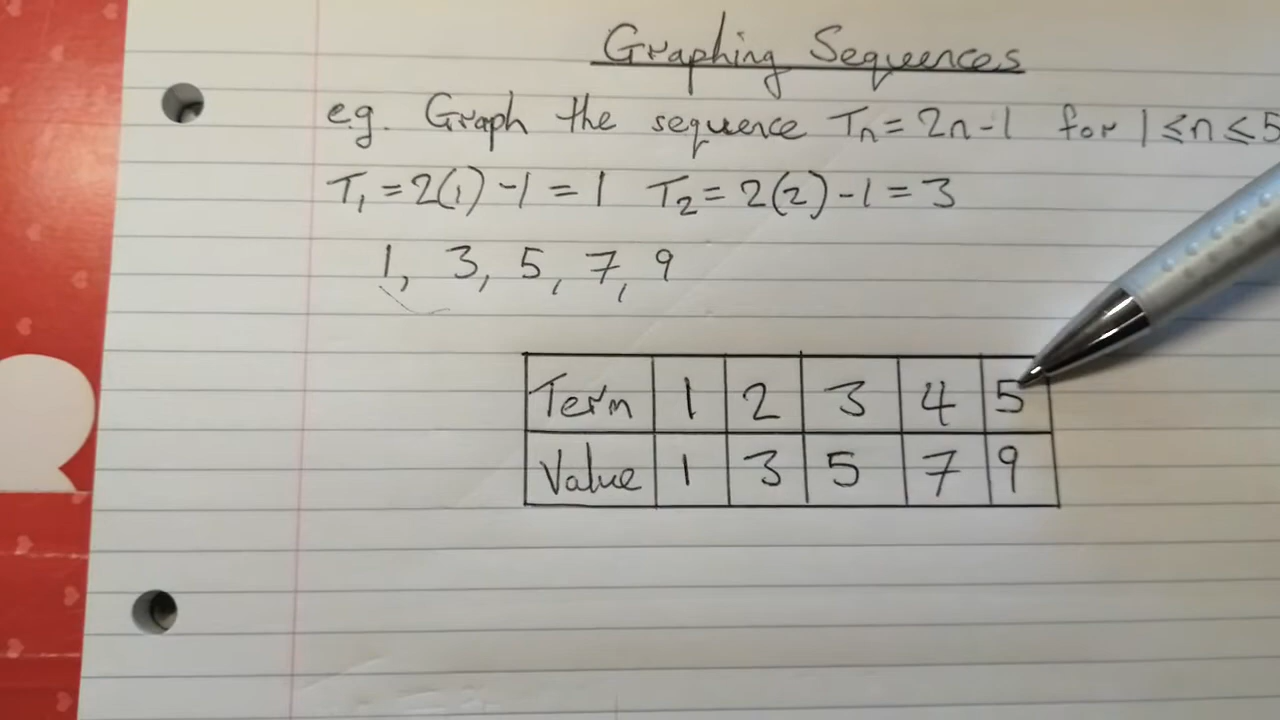 Graphing Sequences
e.g. Graph the sequence Tₙ = 2n-1 for 1 ≤ n ≤ 5
T₁ = 2(1) - 1 = 1 T₂ = 2(2) - 1 = 3
1, 3, 5, 7, 9
Term 1 2 3 4 5
Value 1 3 5 7 9